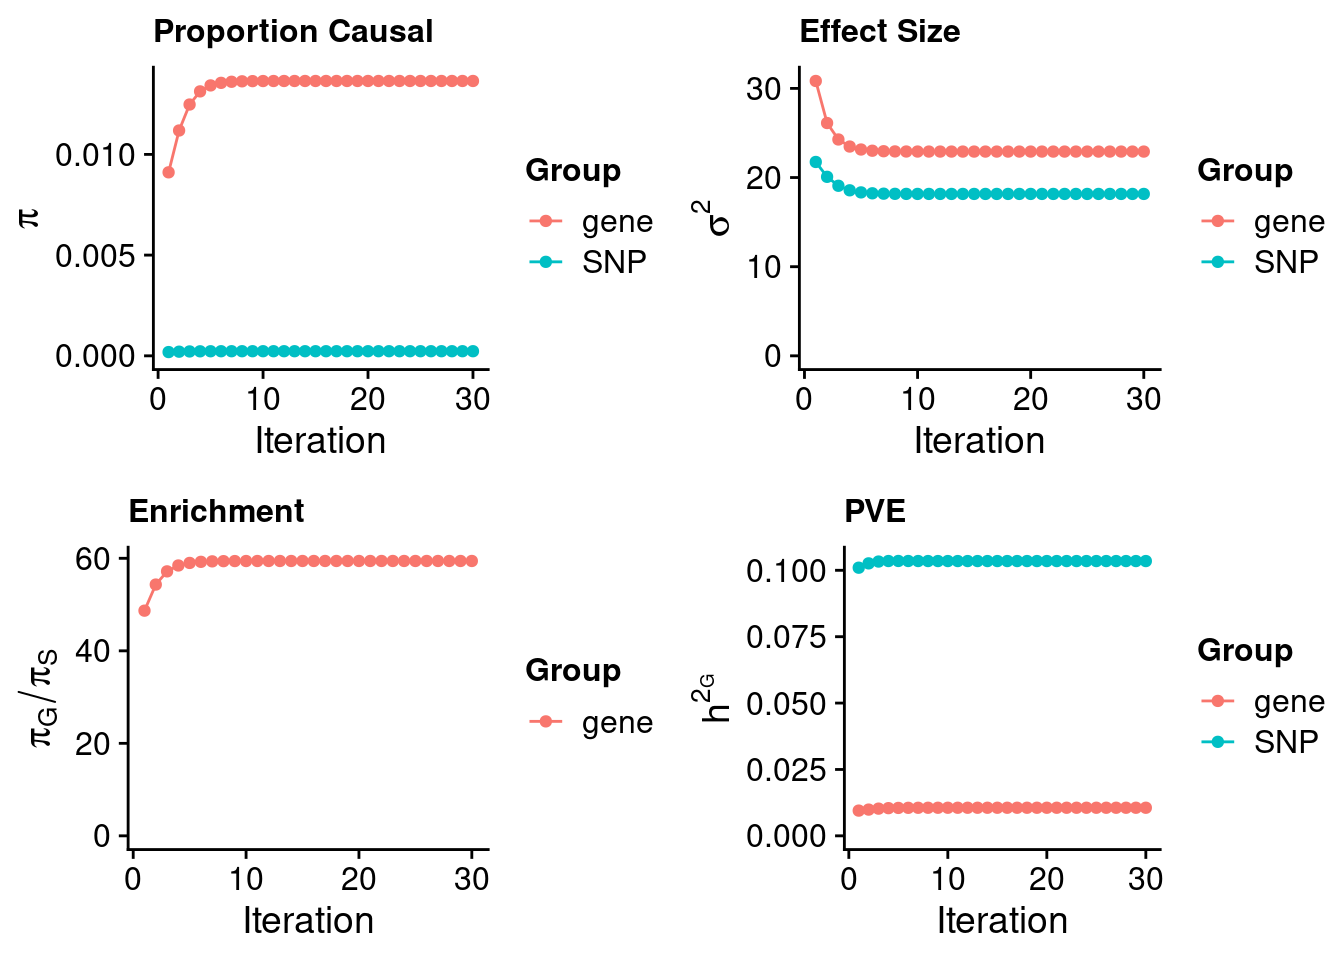 Proportion Causal
π
0.010
0.005
0.000
0 10 20 30
Iteration
Group
gene
SNP
Effect Size
σ²
30
20
10
0
0 10 20 30
Iteration
Group
gene
SNP
Enrichment
πG/πS
60
40
20
0
0 10 20 30
Iteration
Group
gene
PVE
h²G
0.100
0.075
0.050
0.025
0.000
0 10 20 30
Iteration
Group
gene
SNP